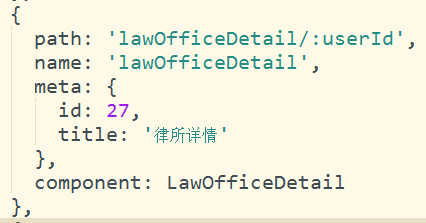 {
path: 'lawOfficeDetail/:userId',
name: 'lawOfficeDetail',
meta: {
id: 27,
title: '律所详情'
},
component: LawOfficeDetail
},